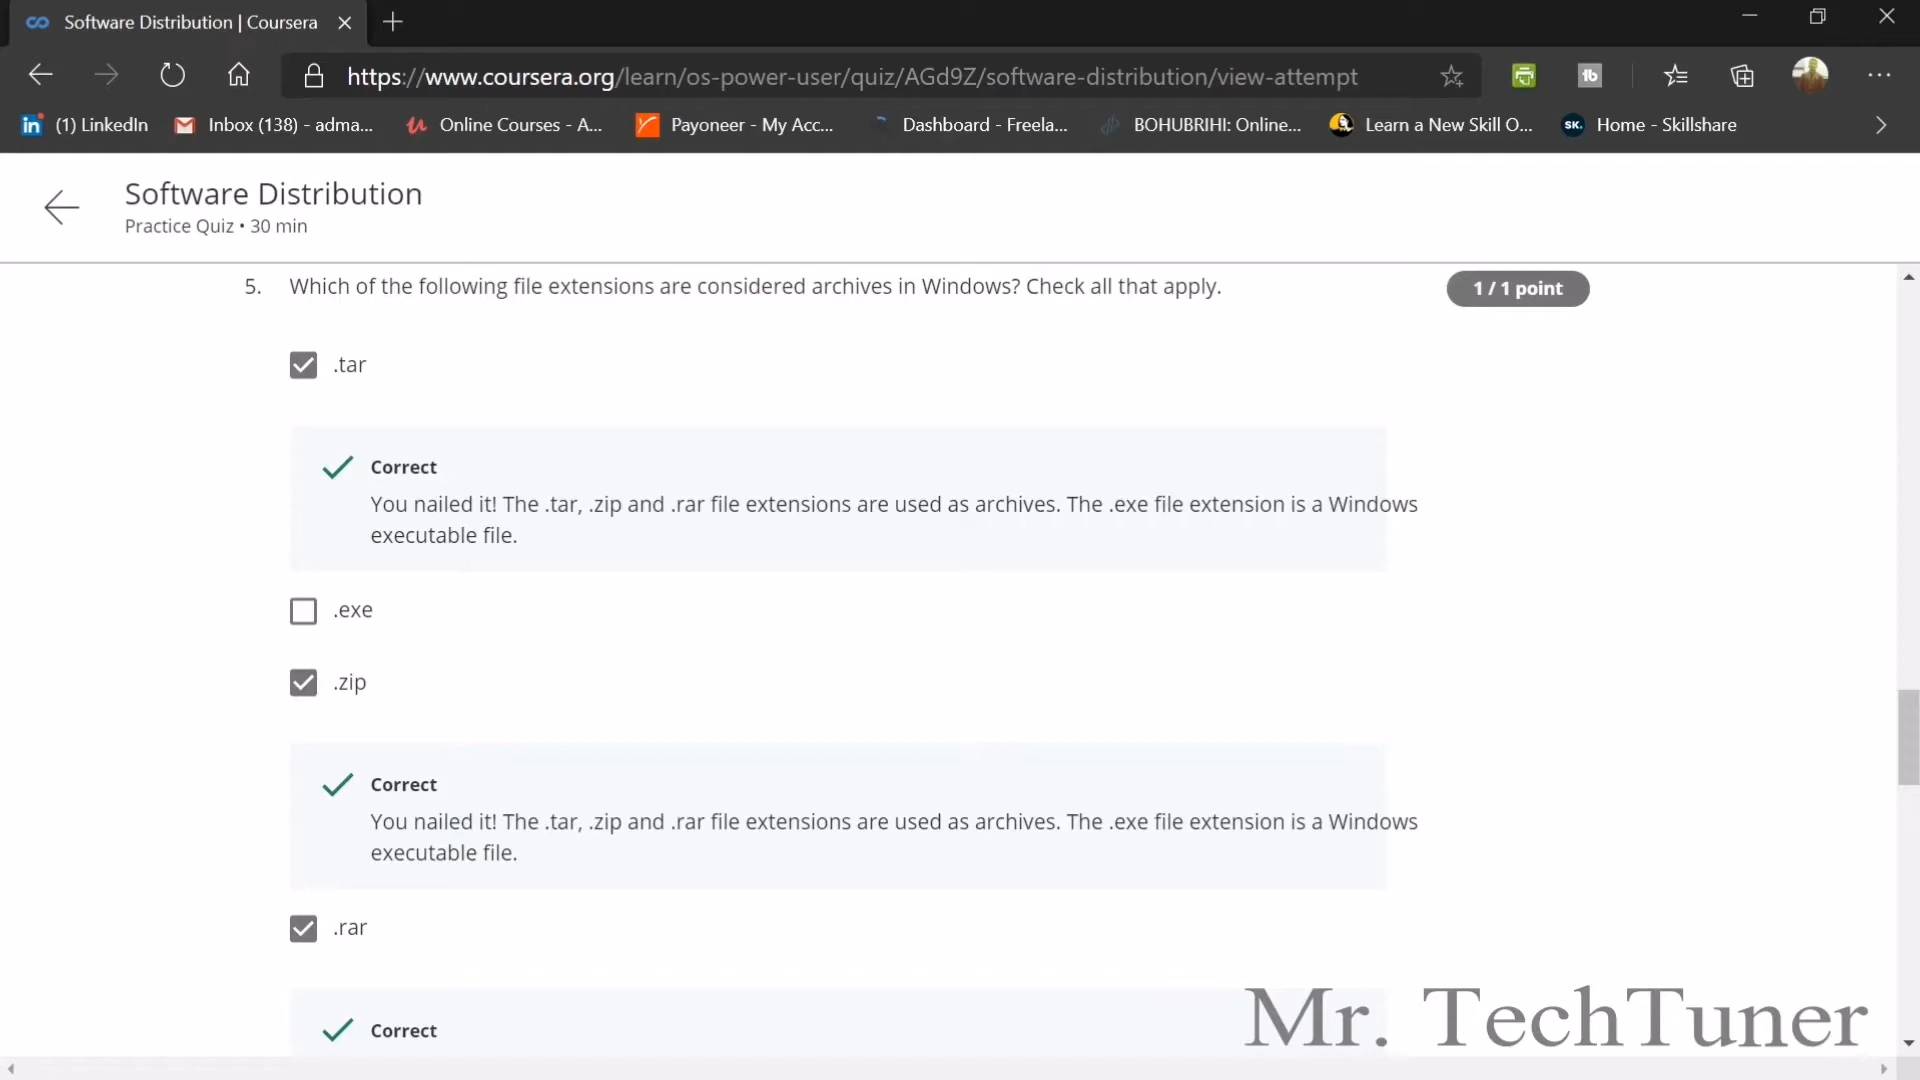 Software Distribution | Coursera
https://www.coursera.org/learn/os-power-user/quiz/AGd9Z/software-distribution/view-attempt
tb
in (1) LinkedIn Inbox (138) - adma... Online Courses - A... Payoneer - My Acc... Dashboard - Freela... BOHUBRIHI: Online... Learn a New Skill O... SK. Home - Skillshare
Software Distribution
Practice Quiz • 30 min
5. Which of the following file extensions are considered archives in Windows? Check all that apply.
1 / 1 point
.tar
Correct
You nailed it! The .tar, .zip and .rar file extensions are used as archives. The .exe file extension is a Windows
executable file.
.exe
.zip
Correct
You nailed it! The .tar, .zip and .rar file extensions are used as archives. The .exe file extension is a Windows
executable file.
.rar
Correct
Mr. TechTuner